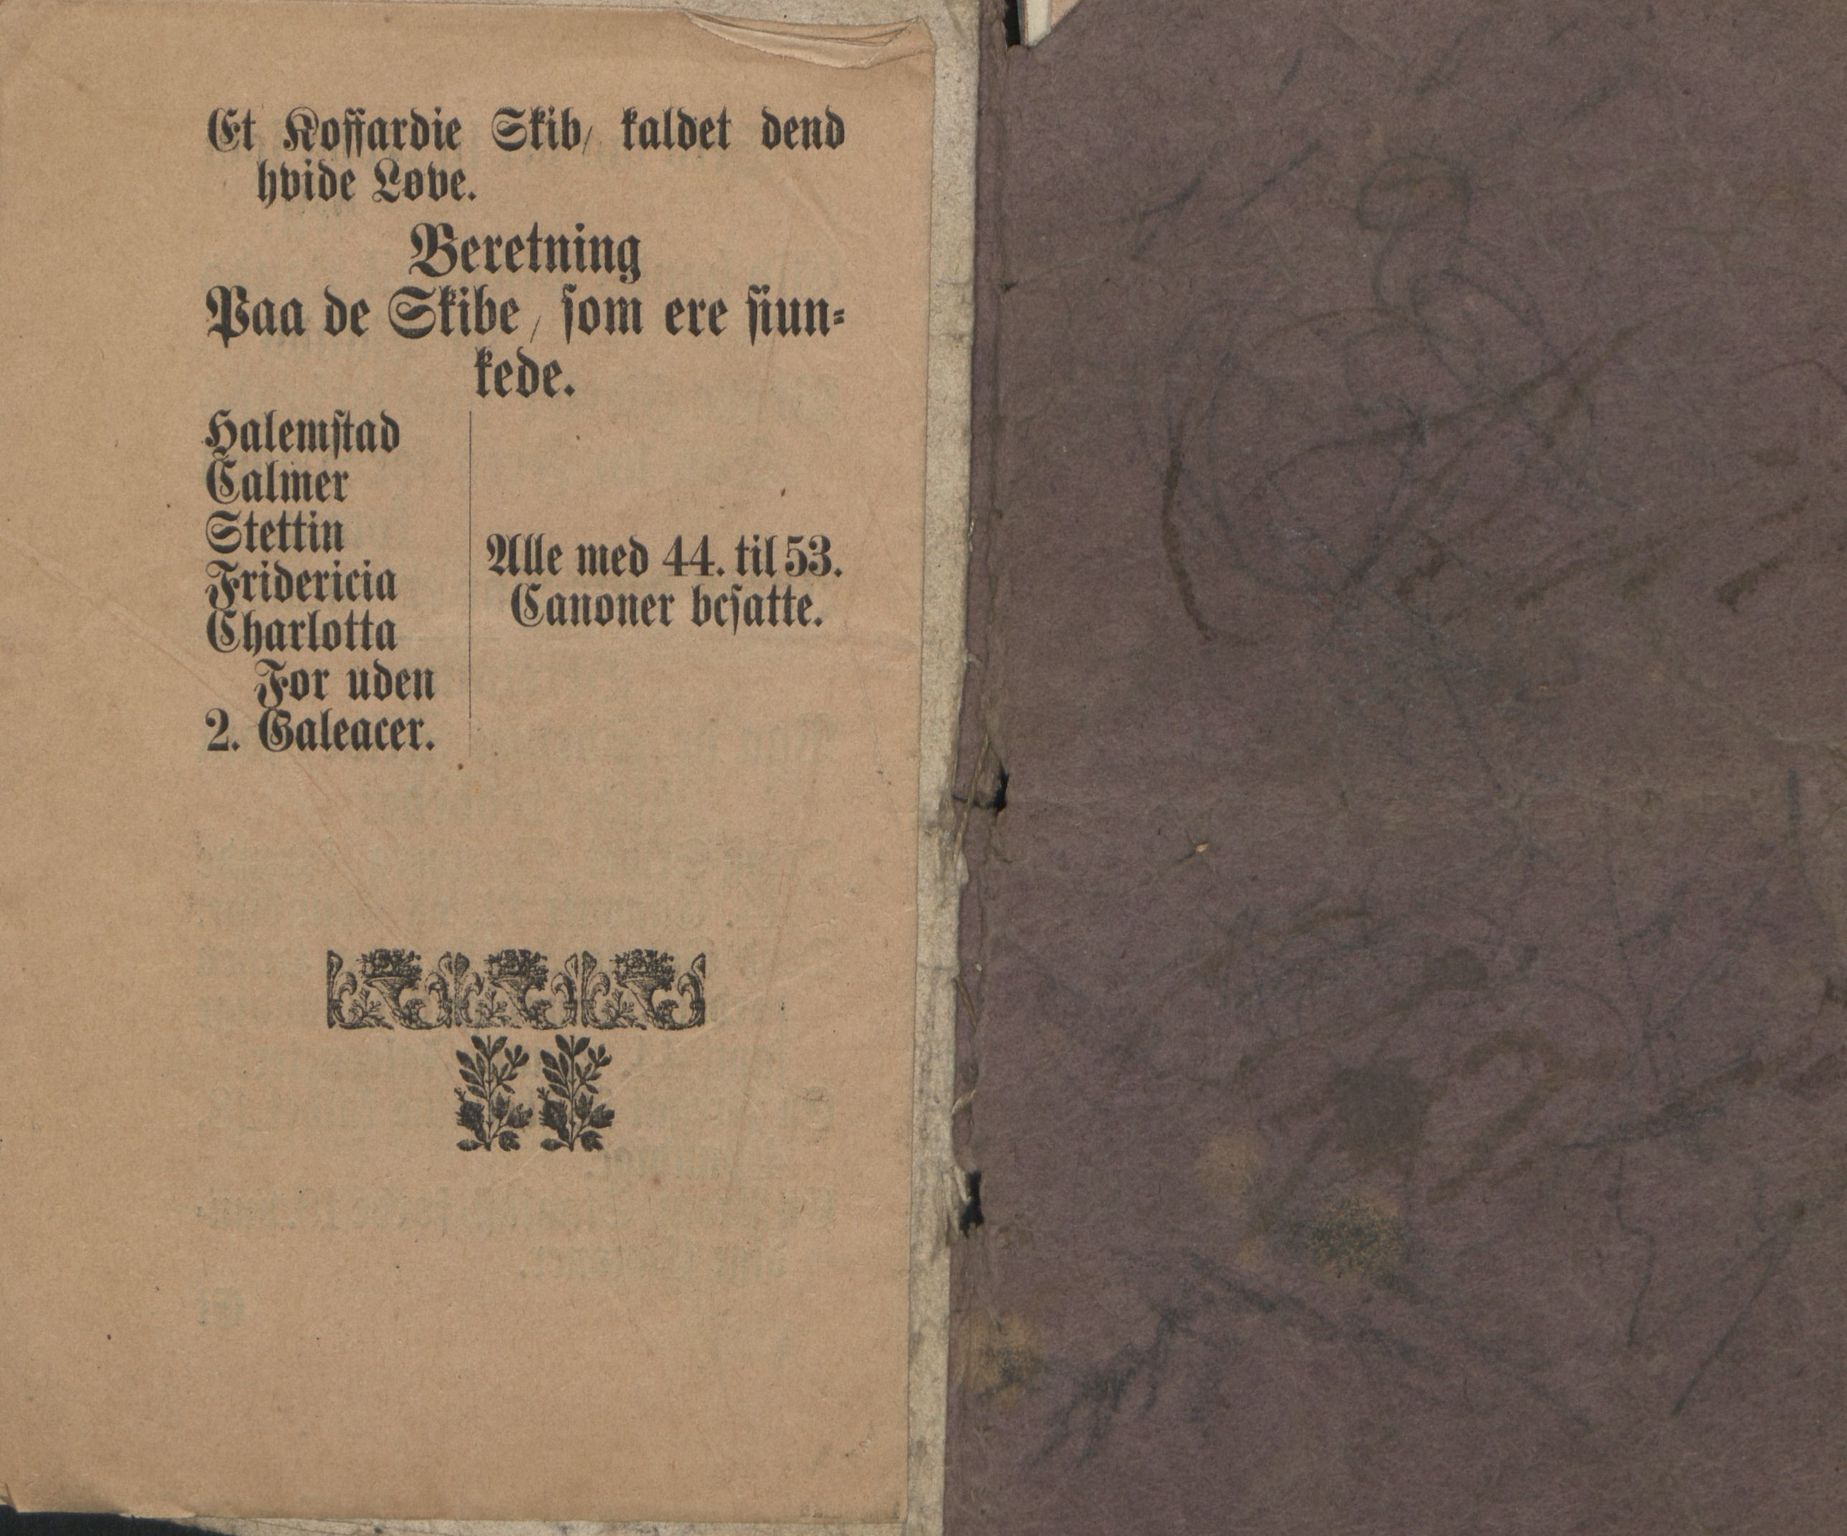 Et Koffardie Skib/ kaldet dend
hvide Løve.
Beretning
Paa de Skibe/ som ere siun-
kede.
Halemstad
Calmer
Stettin
Fridericia
Charlotta
For uden
2. Galeacer.
Alle med 44. til 53.
Canoner besatte.